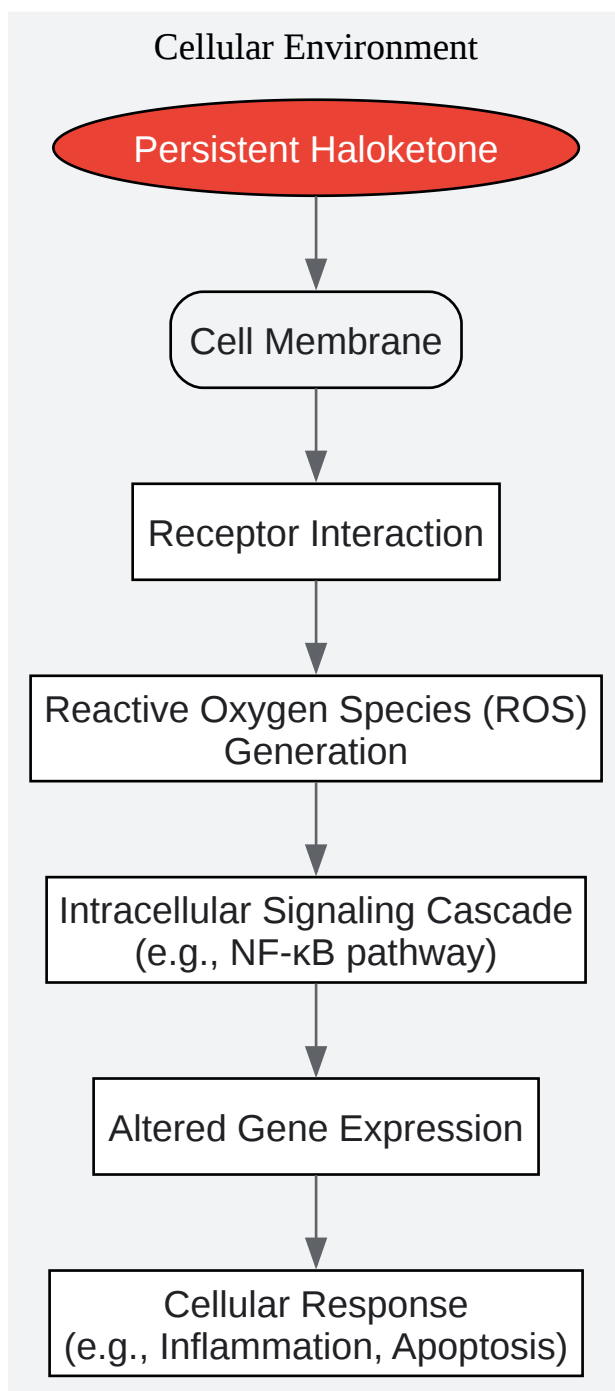 Cellular Environment
Persistent Haloketone
Cell Membrane
Receptor Interaction
Reactive Oxygen Species (ROS)
Generation
Intracellular Signaling Cascade
(e.g., NF-κB pathway)
Altered Gene Expression
Cellular Response
(e.g., Inflammation, Apoptosis)